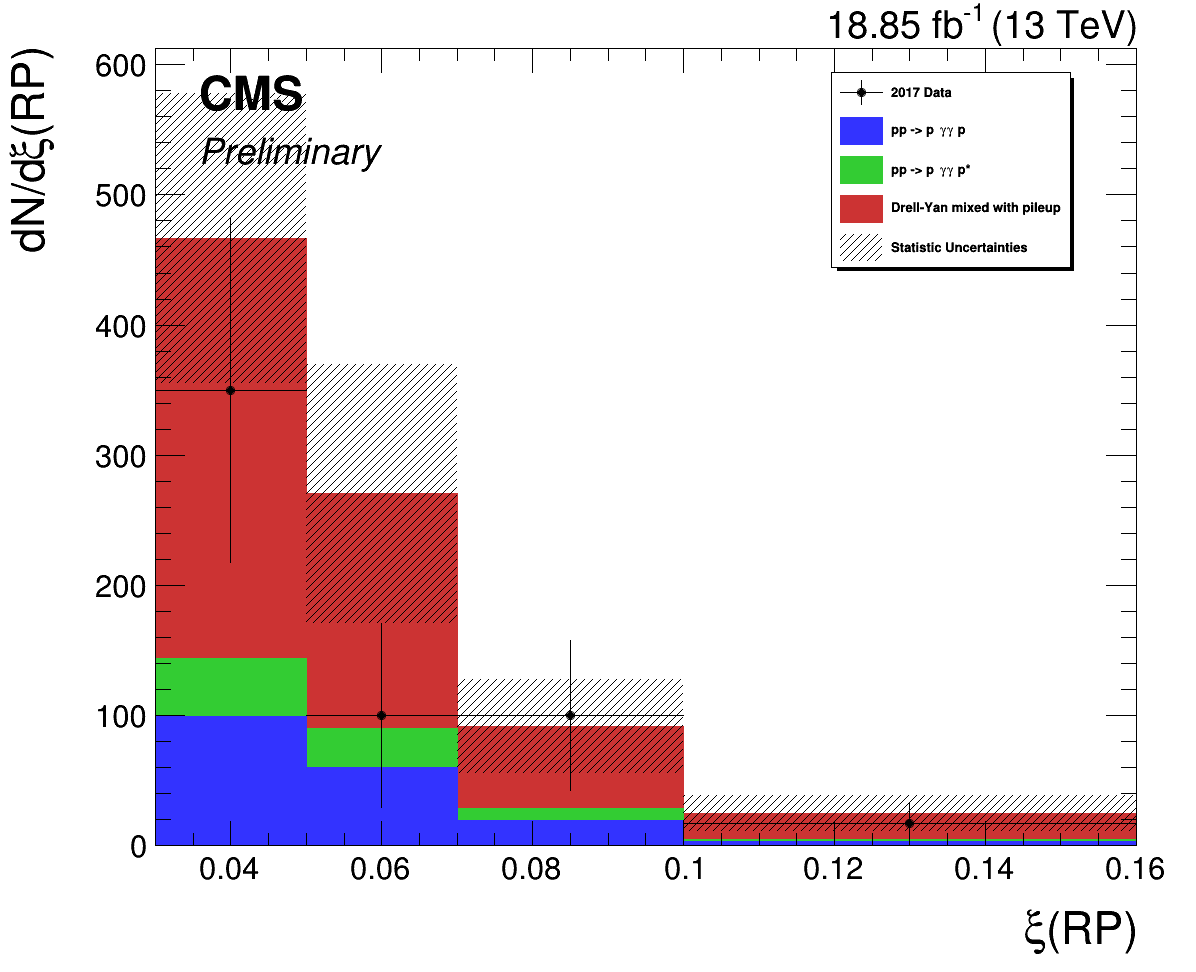 18.85 fb⁻¹ (13 TeV)
dN/dξ(RP)
CMS
Preliminary
2017 Data
pp -> p γγ p
pp -> p γγ p*
Drell-Yan mixed with pileup
Statistic Uncertainties
600
500
400
300
200
100
0
0.04 0.06 0.08 0.1 0.12 0.14 0.16
ξ(RP)